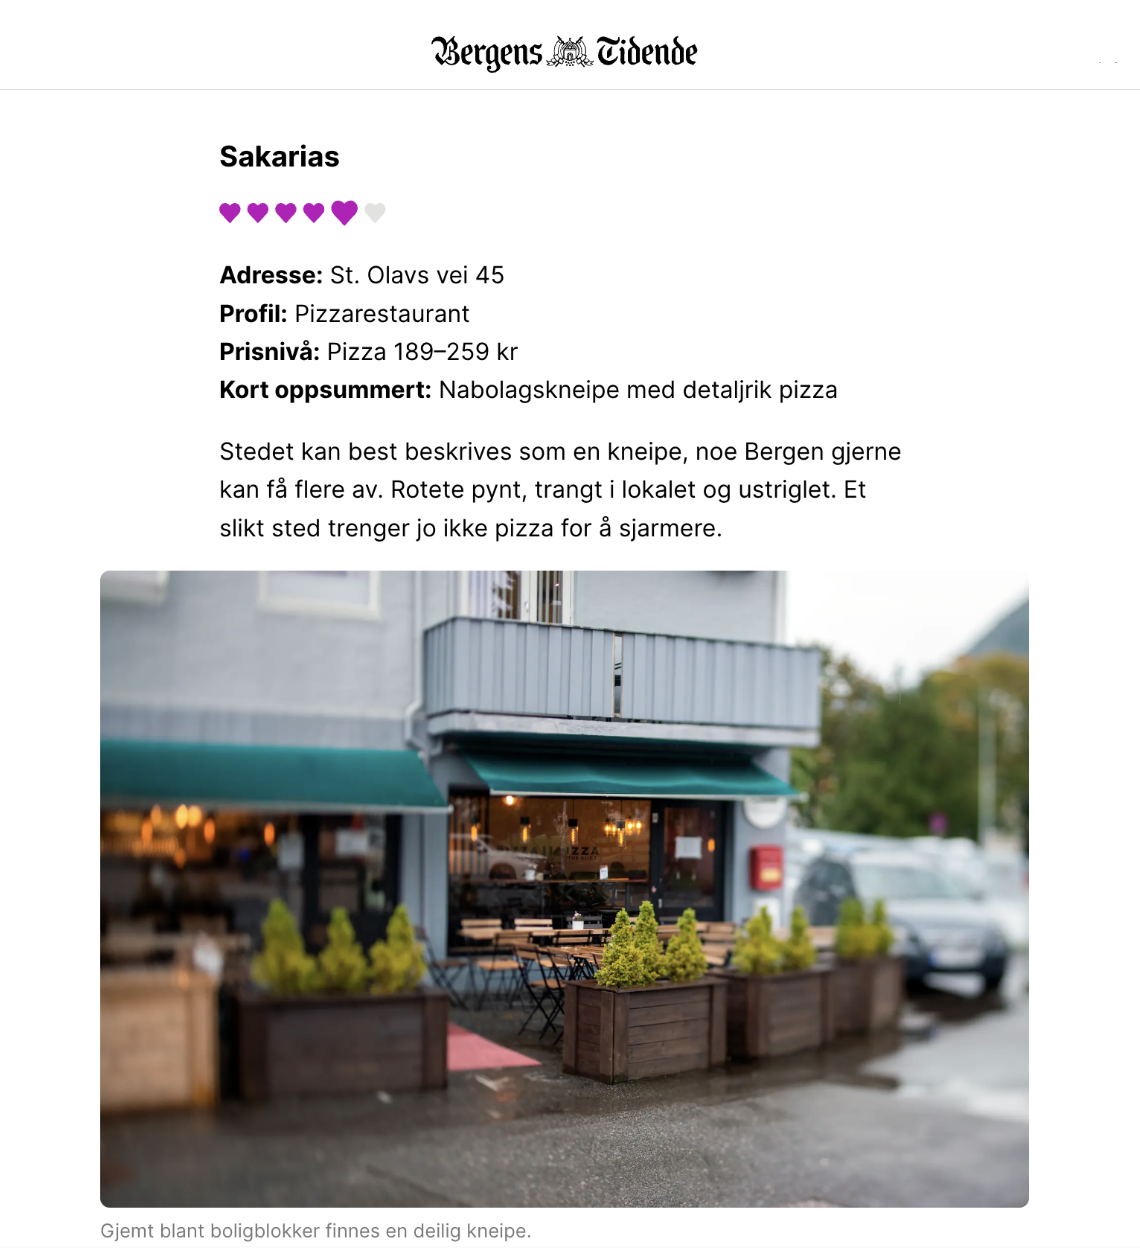 Bergens Tidende
Sakarias
Adresse: St. Olavs vei 45
Profil: Pizzarestaurant
Prisnivå: Pizza 189–259 kr
Kort oppsummert: Nabolagskneipe med detaljrik pizza
Stedet kan best beskrives som en kneipe, noe Bergen gjerne
kan få flere av. Rotete pynt, trangt i lokalet og ustriglet. Et
slikt sted trenger jo ikke pizza for å sjarmere.
Gjemt blant boligblokker finnes en deilig kneipe.